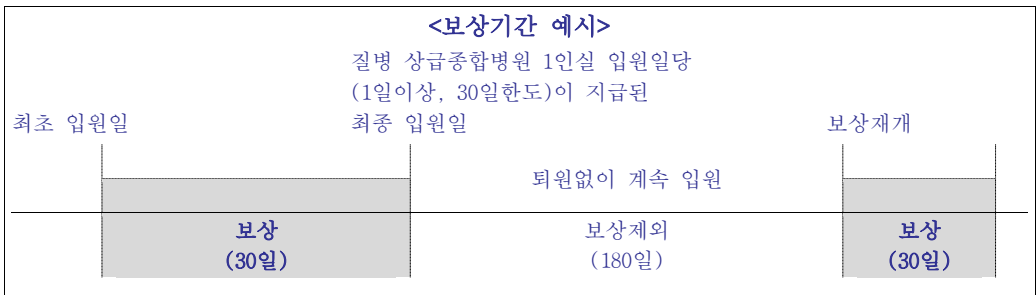 <보상기간 예시>
질병 상급종합병원 1인실 입원일당
(1일이상, 30일한도)이 지급된
최초 입원일 최종 입원일 보상재개
퇴원없이 계속 입원
보상 보상제외 보상
(30일) (180일) (30일)